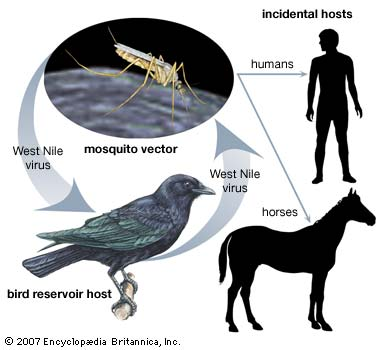 incidental hosts
humans
mosquito vector
West Nile
virus
West Nile
virus
horses
bird reservoir host
© 2007 Encyclopædia Britannica, Inc.